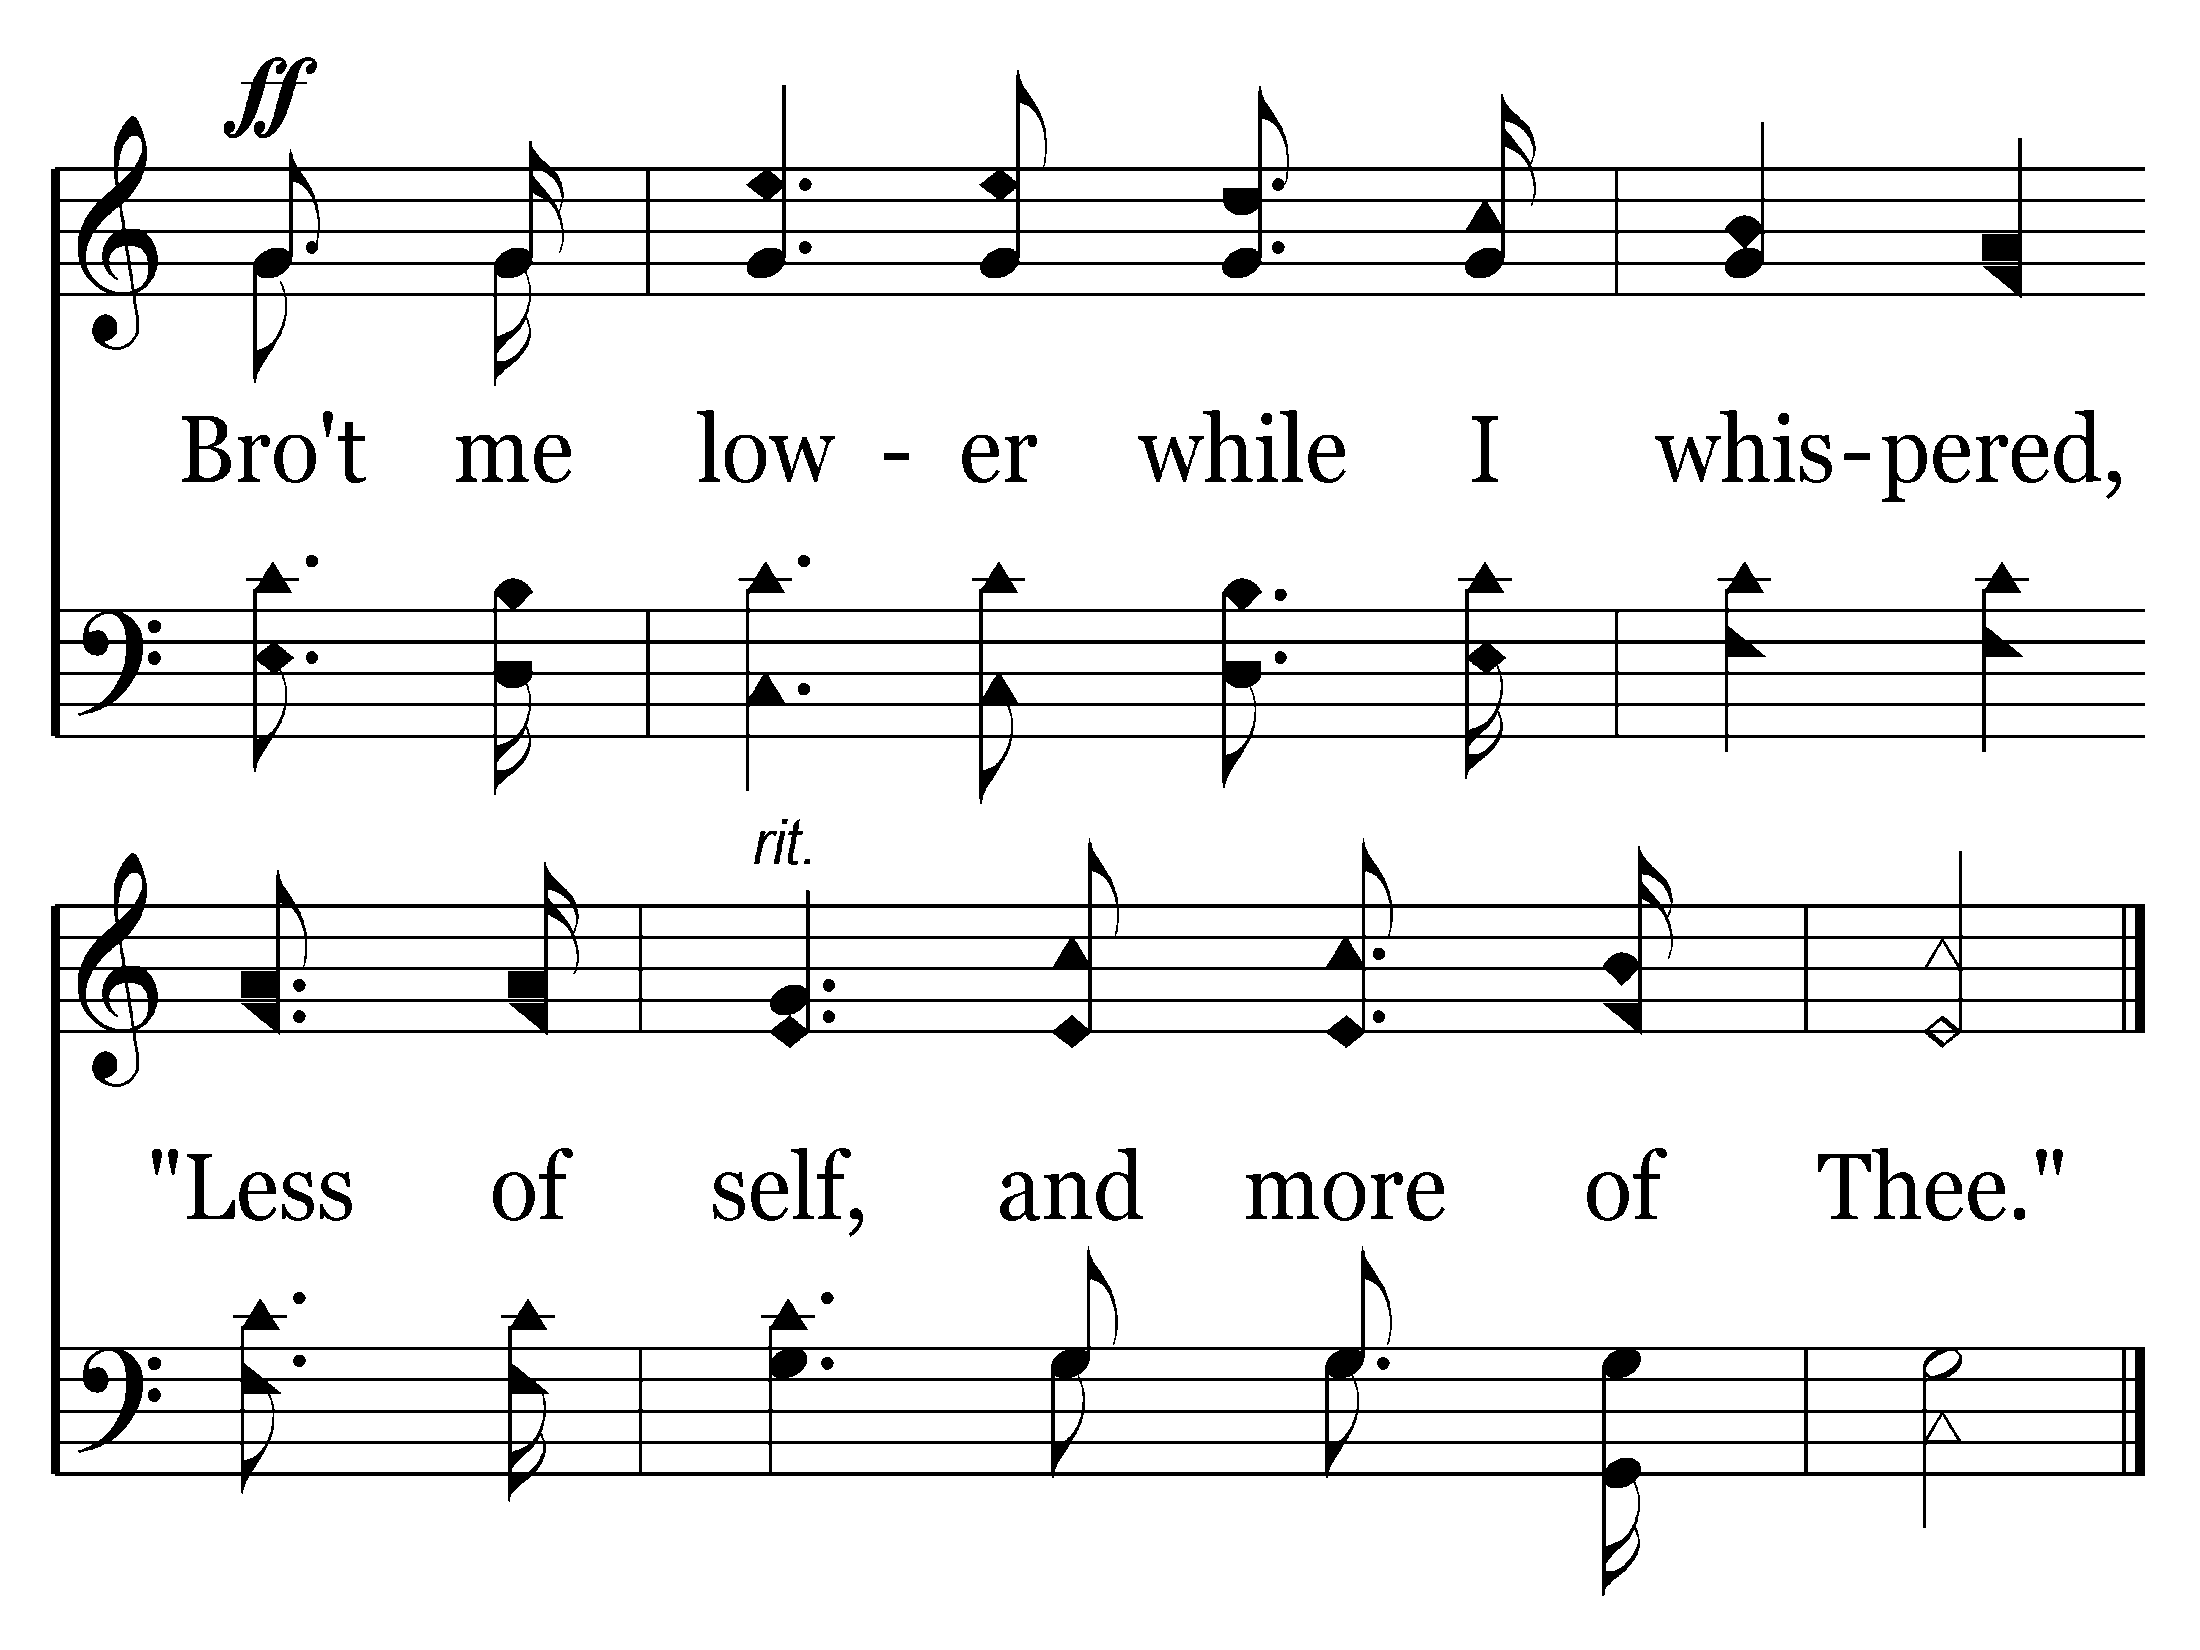 ff
Bro't me low - er while I whis-pered,
rit.
"Less of self, and more of Thee."